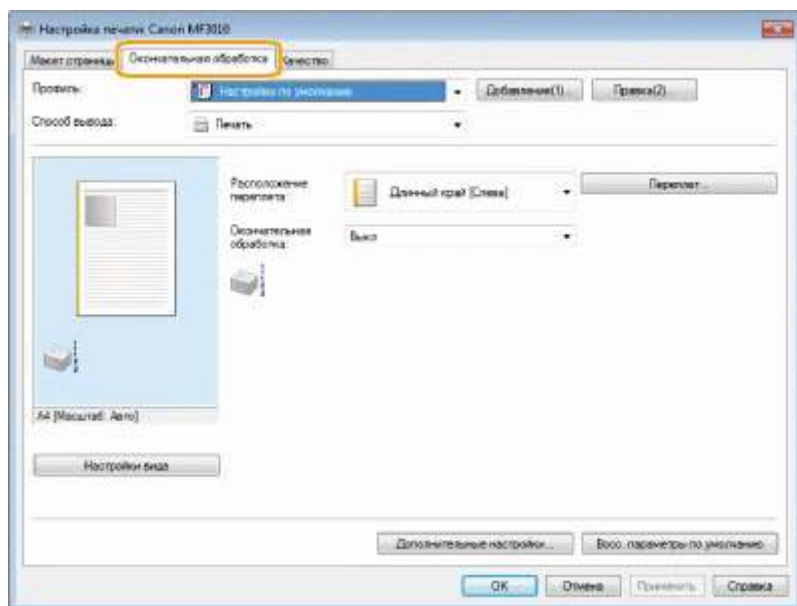 Настройка печати Canon MF3010
Макет страницы Окончательная обработка Качество
Профиль: Настройки по умолчанию Добавление(1)... Правка(2)...
Способ вывода: Печать
Расположение
переплета: Длинный край [Слева] Переплет...
Окончательная
обработка: Выкл
A4 [Масштаб: Авто]
Настройки вида
Дополнительные настройки... Восс. параметры по умолчанию
OK Отмена Применить Справка